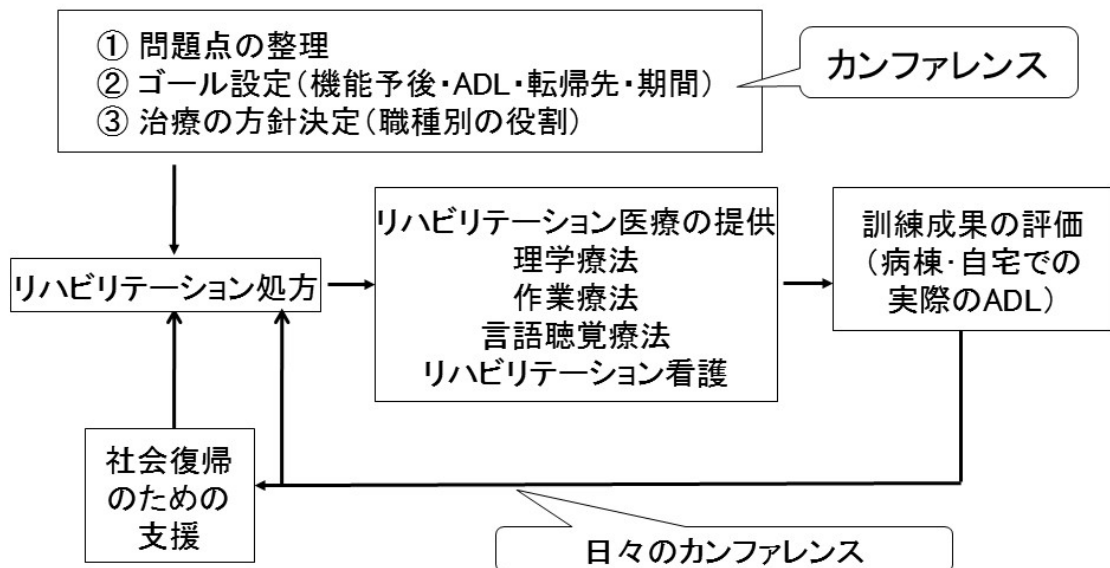 ① 問題点の整理
② ゴール設定(機能予後・ADL・転帰先・期間)
③ 治療の方針決定(職種別の役割)
カンファレンス
リハビリテーション処方
リハビリテーション医療の提供
理学療法
作業療法
言語聴覚療法
リハビリテーション看護
訓練成果の評価
(病棟・自宅での
実際のADL)
社会復帰
のための
支援
日々のカンファレンス